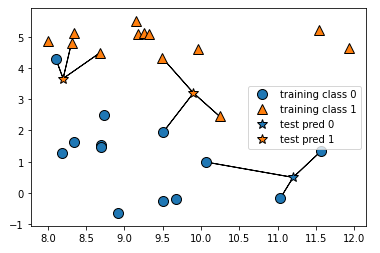 5
4
3
2
1
0
−1
8.0 8.5 9.0 9.5 10.0 10.5 11.0 11.5 12.0
training class 0
training class 1
test pred 0
test pred 1